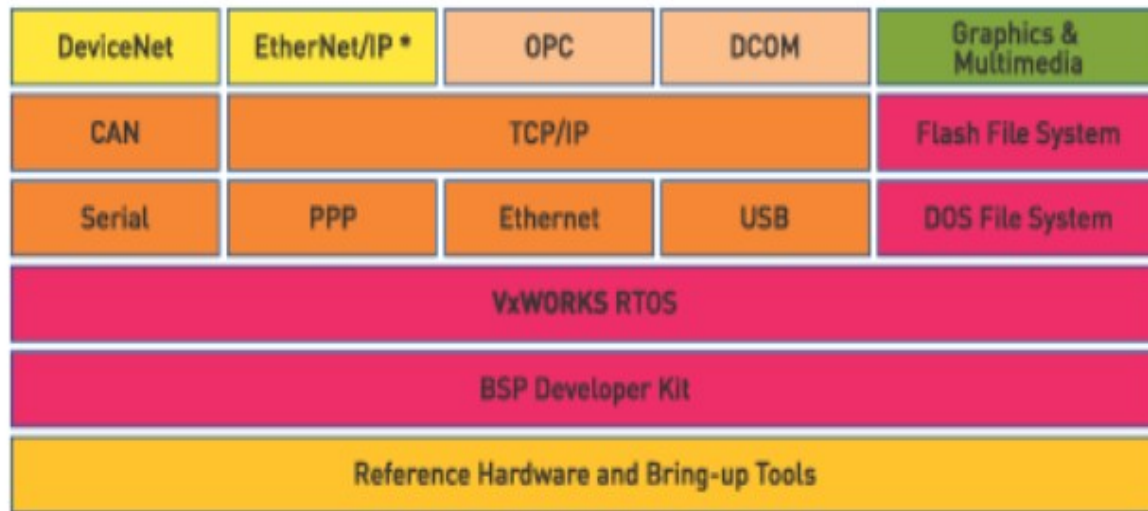 DeviceNet
EtherNet/IP *
OPC
DCOM
Graphics &
Multimedia
CAN
TCP/IP
Flash File System
Serial
PPP
Ethernet
USB
DOS File System
VxWORKS RTOS
BSP Developer Kit
Reference Hardware and Bring-up Tools